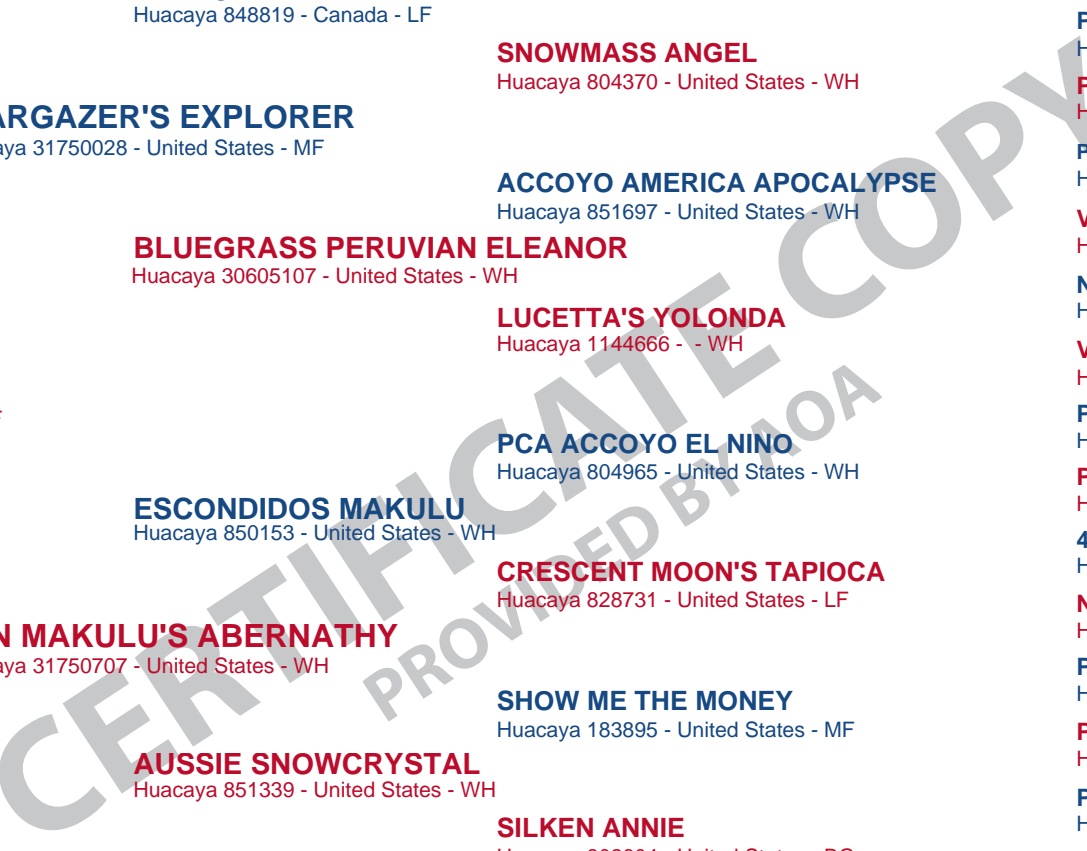 Huacaya 848819 - Canada - LF
SNOWMASS ANGEL
Huacaya 804370 - United States - WH
ARGAZER'S EXPLORER
aya 31750028 - United States - MF
ACCOYO AMERICA APOCALYPSE
Huacaya 851697 - United States - WH
BLUEGRASS PERUVIAN ELEANOR
Huacaya 30605107 - United States - WH
LUCETTA'S YOLONDA
Huacaya 1144666 - - WH
PCA ACCOYO EL NINO
Huacaya 804965 - United States - WH
ESCONDIDOS MAKULU
Huacaya 850153 - United States - WH
CRESCENT MOON'S TAPIOCA
Huacaya 828731 - United States - LF
N MAKULU'S ABERNATHY
aya 31750707 - United States - WH
SHOW ME THE MONEY
Huacaya 183895 - United States - MF
AUSSIE SNOWCRYSTAL
Huacaya 851339 - United States - WH
SILKEN ANNIE
CERTIFICATE COPY
PROVIDED BY AOA